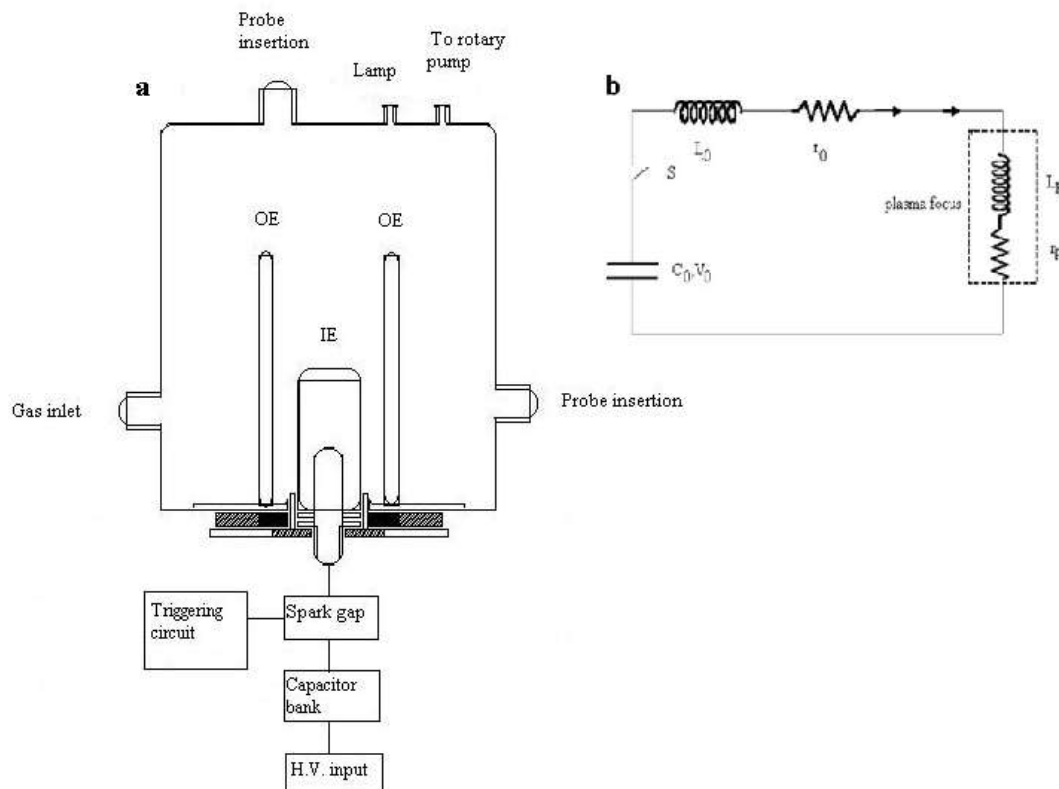 Probe
insertion
To rotary
pump
Lamp
a
OE
OE
IE
Gas inlet
Probe insertion
Triggering
circuit
Spark gap
Capacitor
bank
H.V. input
b
L0
r0
S
plasma focus
C0,V0